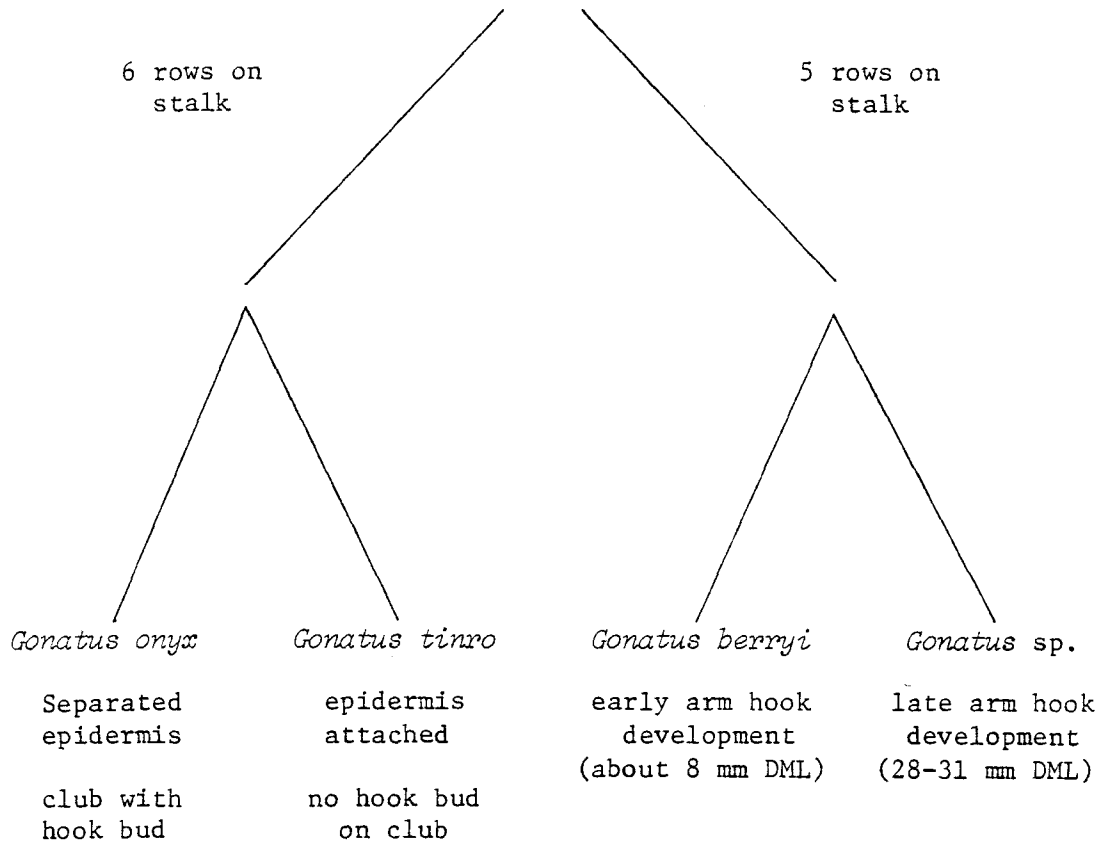 6 rows on
stalk
5 rows on
stalk
Gonatus onyx
Separated
epidermis
club with
hook bud
Gonatus tinro
epidermis
attached
no hook bud
on club
Gonatus berryi
early arm hook
development
(about 8 mm DML)
Gonatus sp.
late arm hook
development
(28-31 mm DML)